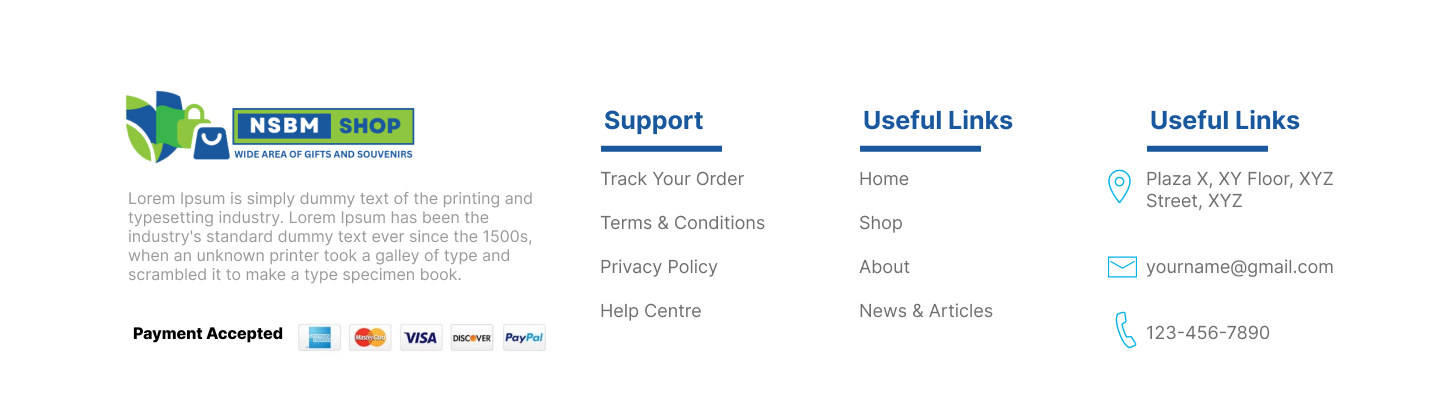 NSBM SHOP
WIDE AREA OF GIFTS AND SOUVENIRS
Lorem Ipsum is simply dummy text of the printing and
typesetting industry. Lorem Ipsum has been the
industry's standard dummy text ever since the 1500s,
when an unknown printer took a galley of type and
scrambled it to make a type specimen book.
Payment Accepted
MasterCard
VISA
DISCOVER
PayPal
Support
Track Your Order
Terms & Conditions
Privacy Policy
Help Centre
Useful Links
Home
Shop
About
News & Articles
Useful Links
Plaza X, XY Floor, XYZ
Street, XYZ
yourname@gmail.com
123-456-7890